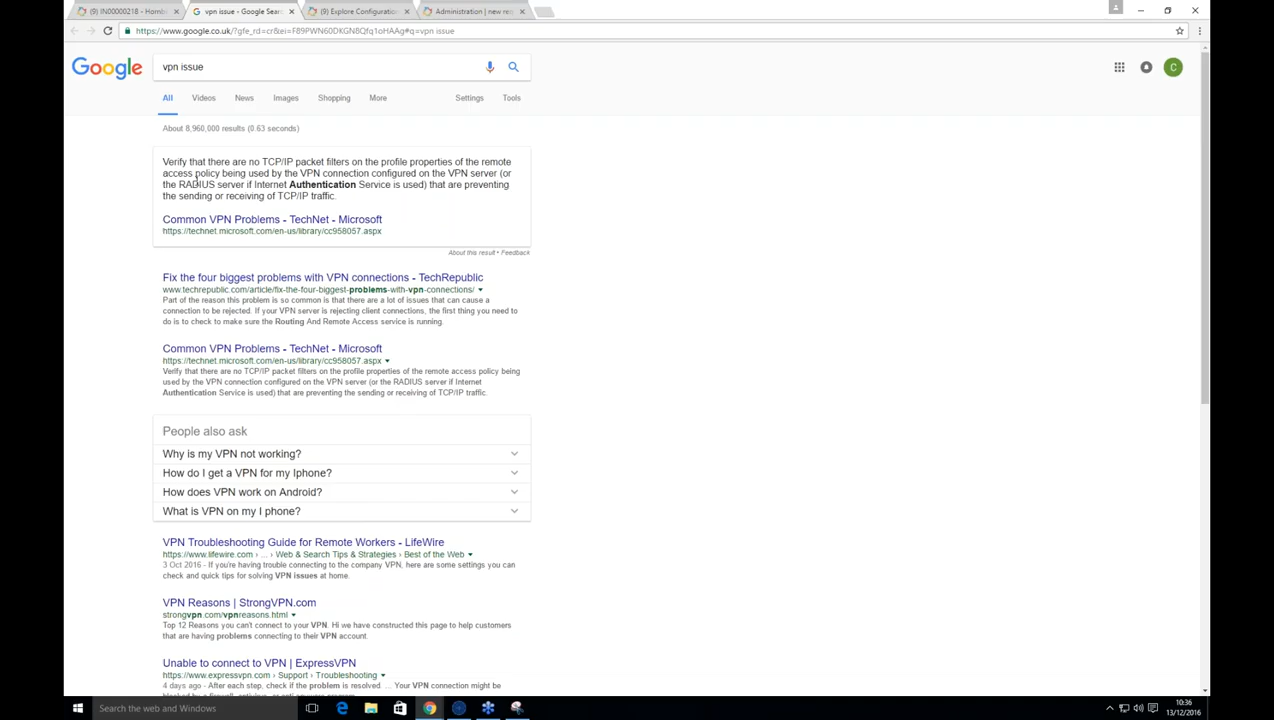 (9) IN00000218 - Hornbi
vpn issue - Google Sear
(9) Explore Configuration
Administration | new re
https://www.google.co.uk/?gfe_rd=cr&ei=F89PWN60DKGN8Qfq1oHAAg#q=vpn issue
Google
vpn issue
C
All Videos News Images Shopping More Settings Tools
About 8,960,000 results (0.63 seconds)
Verify that there are no TCP/IP packet filters on the profile properties of the remote
access policy being used by the VPN connection configured on the VPN server (or
the RADIUS server if Internet Authentication Service is used) that are preventing
the sending or receiving of TCP/IP traffic.
Common VPN Problems - TechNet - Microsoft
https://technet.microsoft.com/en-us/library/cc958057.aspx
About this result • Feedback
Fix the four biggest problems with VPN connections - TechRepublic
www.techrepublic.com/article/fix-the-four-biggest-problems-with-vpn-connections/
Part of the reason this problem is so common is that there are a lot of issues that can cause a
connection to be rejected. If your VPN server is rejecting client connections, the first thing you need to
do is to check to make sure the Routing And Remote Access service is running.
Common VPN Problems - TechNet - Microsoft
https://technet.microsoft.com/en-us/library/cc958057.aspx
Verify that there are no TCP/IP packet filters on the profile properties of the remote access policy being
used by the VPN connection configured on the VPN server (or the RADIUS server if Internet
Authentication Service is used) that are preventing the sending or receiving of TCP/IP traffic.
People also ask
Why is my VPN not working?
How do I get a VPN for my Iphone?
How does VPN work on Android?
What is VPN on my I phone?
VPN Troubleshooting Guide for Remote Workers - LifeWire
https://www.lifewire.com › ... › Web & Search Tips & Strategies › Best of the Web
3 Oct 2016 - If you're having trouble connecting to the company VPN, here are some settings you can
check and quick tips for solving VPN issues at home.
VPN Reasons | StrongVPN.com
strongvpn.com/vpnreasons.html
Top 12 Reasons you can't connect to your VPN. Hi we have constructed this page to help customers
that are having problems connecting to their VPN account.
Unable to connect to VPN | ExpressVPN
https://www.expressvpn.com › Support › Troubleshooting
4 days ago - After each step, check if the problem is resolved. ... Your VPN connection might be
Search the web and Windows
10:36
13/12/2016